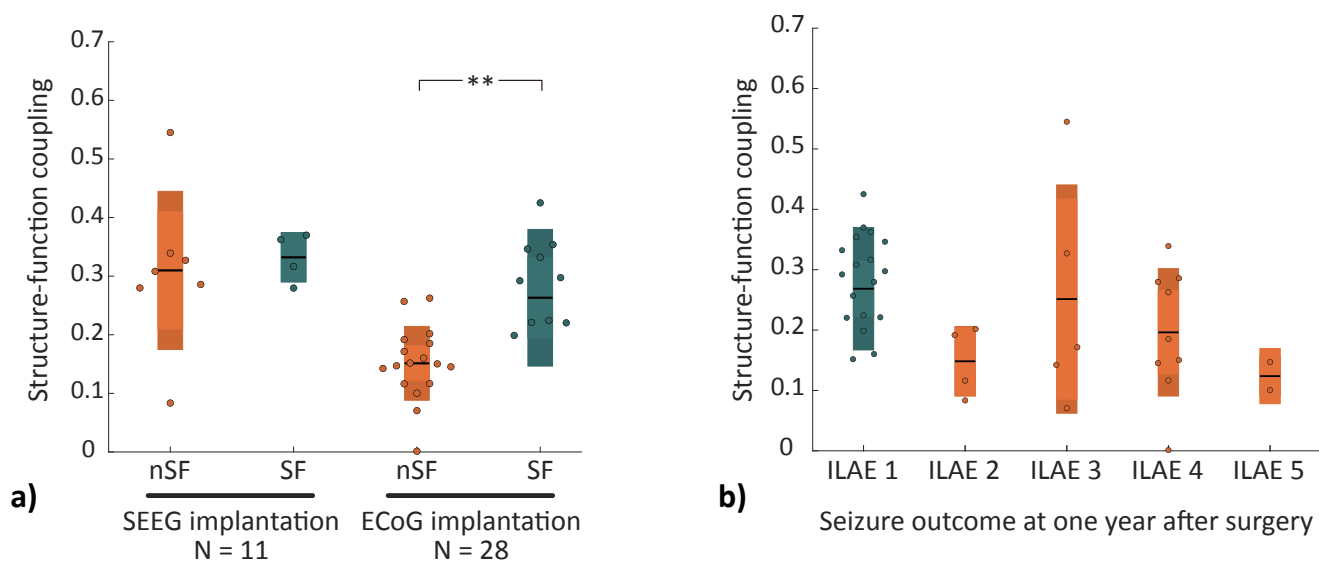 Structure-function coupling
0.7
0.6
0.5
0.4
0.3
0.2
0.1
0
**
nSF
SF
nSF
SF
SEEG implantation
N = 11
ECoG implantation
N = 28
a)
Structure-function coupling
0.7
0.6
0.5
0.4
0.3
0.2
0.1
0
ILAE 1
ILAE 2
ILAE 3
ILAE 4
ILAE 5
Seizure outcome at one year after surgery
b)